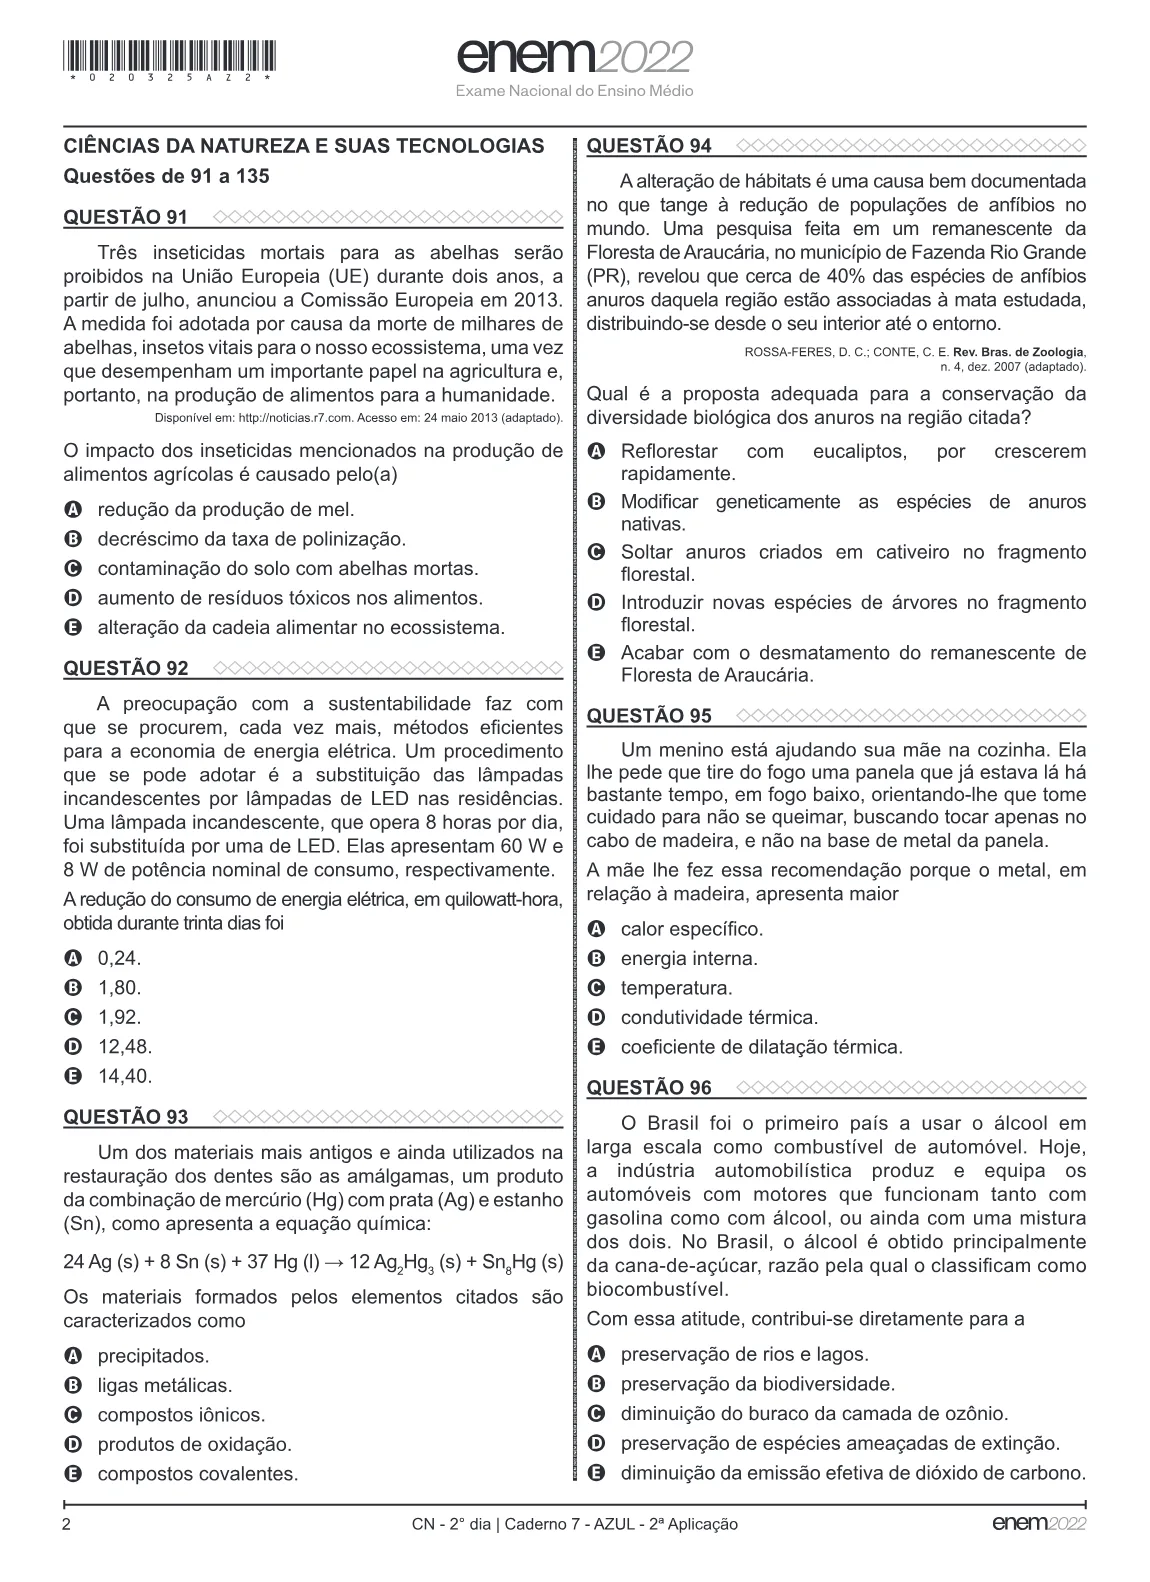 *020325AZ2*
enem2022
Exame Nacional do Ensino Médio
CIÊNCIAS DA NATUREZA E SUAS TECNOLOGIAS
Questões de 91 a 135
QUESTÃO 91
Três inseticidas mortais para as abelhas serão
proibidos na União Europeia (UE) durante dois anos, a
partir de julho, anunciou a Comissão Europeia em 2013.
A medida foi adotada por causa da morte de milhares de
abelhas, insetos vitais para o nosso ecossistema, uma vez
que desempenham um importante papel na agricultura e,
portanto, na produção de alimentos para a humanidade.
Disponível em: http://noticias.r7.com. Acesso em: 24 maio 2013 (adaptado).
O impacto dos inseticidas mencionados na produção de
alimentos agrícolas é causado pelo(a)
A redução da produção de mel.
B decréscimo da taxa de polinização.
C contaminação do solo com abelhas mortas.
D aumento de resíduos tóxicos nos alimentos.
E alteração da cadeia alimentar no ecossistema.
QUESTÃO 92
A preocupação com a sustentabilidade faz com
que se procurem, cada vez mais, métodos eficientes
para a economia de energia elétrica. Um procedimento
que se pode adotar é a substituição das lâmpadas
incandescentes por lâmpadas de LED nas residências.
Uma lâmpada incandescente, que opera 8 horas por dia,
foi substituída por uma de LED. Elas apresentam 60 W e
8 W de potência nominal de consumo, respectivamente.
A redução do consumo de energia elétrica, em quilowatt-hora,
obtida durante trinta dias foi
A 0,24.
B 1,80.
C 1,92.
D 12,48.
E 14,40.
QUESTÃO 93
Um dos materiais mais antigos e ainda utilizados na
restauração dos dentes são as amálgamas, um produto
da combinação de mercúrio (Hg) com prata (Ag) e estanho
(Sn), como apresenta a equação química:
24 Ag (s) + 8 Sn (s) + 37 Hg (l) → 12 Ag₂Hg₃ (s) + Sn₈Hg (s)
Os materiais formados pelos elementos citados são
caracterizados como
A precipitados.
B ligas metálicas.
C compostos iônicos.
D produtos de oxidação.
E compostos covalentes.
QUESTÃO 94
A alteração de hábitats é uma causa bem documentada
no que tange à redução de populações de anfíbios no
mundo. Uma pesquisa feita em um remanescente da
Floresta de Araucária, no município de Fazenda Rio Grande
(PR), revelou que cerca de 40% das espécies de anfíbios
anuros daquela região estão associadas à mata estudada,
distribuindo-se desde o seu interior até o entorno.
ROSSA-FERES, D. C.; CONTE, C. E. Rev. Bras. de Zoologia,
n. 4, dez. 2007 (adaptado).
Qual é a proposta adequada para a conservação da
diversidade biológica dos anuros na região citada?
A Reflorestar com eucaliptos, por crescerem
rapidamente.
B Modificar geneticamente as espécies de anuros
nativas.
C Soltar anuros criados em cativeiro no fragmento
florestal.
D Introduzir novas espécies de árvores no fragmento
florestal.
E Acabar com o desmatamento do remanescente de
Floresta de Araucária.
QUESTÃO 95
Um menino está ajudando sua mãe na cozinha. Ela
lhe pede que tire do fogo uma panela que já estava lá há
bastante tempo, em fogo baixo, orientando-lhe que tome
cuidado para não se queimar, buscando tocar apenas no
cabo de madeira, e não na base de metal da panela.
A mãe lhe fez essa recomendação porque o metal, em
relação à madeira, apresenta maior
A calor específico.
B energia interna.
C temperatura.
D condutividade térmica.
E coeficiente de dilatação térmica.
QUESTÃO 96
O Brasil foi o primeiro país a usar o álcool em
larga escala como combustível de automóvel. Hoje,
a indústria automobilística produz e equipa os
automóveis com motores que funcionam tanto com
gasolina como com álcool, ou ainda com uma mistura
dos dois. No Brasil, o álcool é obtido principalmente
da cana-de-açúcar, razão pela qual o classificam como
biocombustível.
Com essa atitude, contribui-se diretamente para a
A preservação de rios e lagos.
B preservação da biodiversidade.
C diminuição do buraco da camada de ozônio.
D preservação de espécies ameaçadas de extinção.
E diminuição da emissão efetiva de dióxido de carbono.
2
CN - 2° dia | Caderno 7 - AZUL - 2ª Aplicação
enem2022